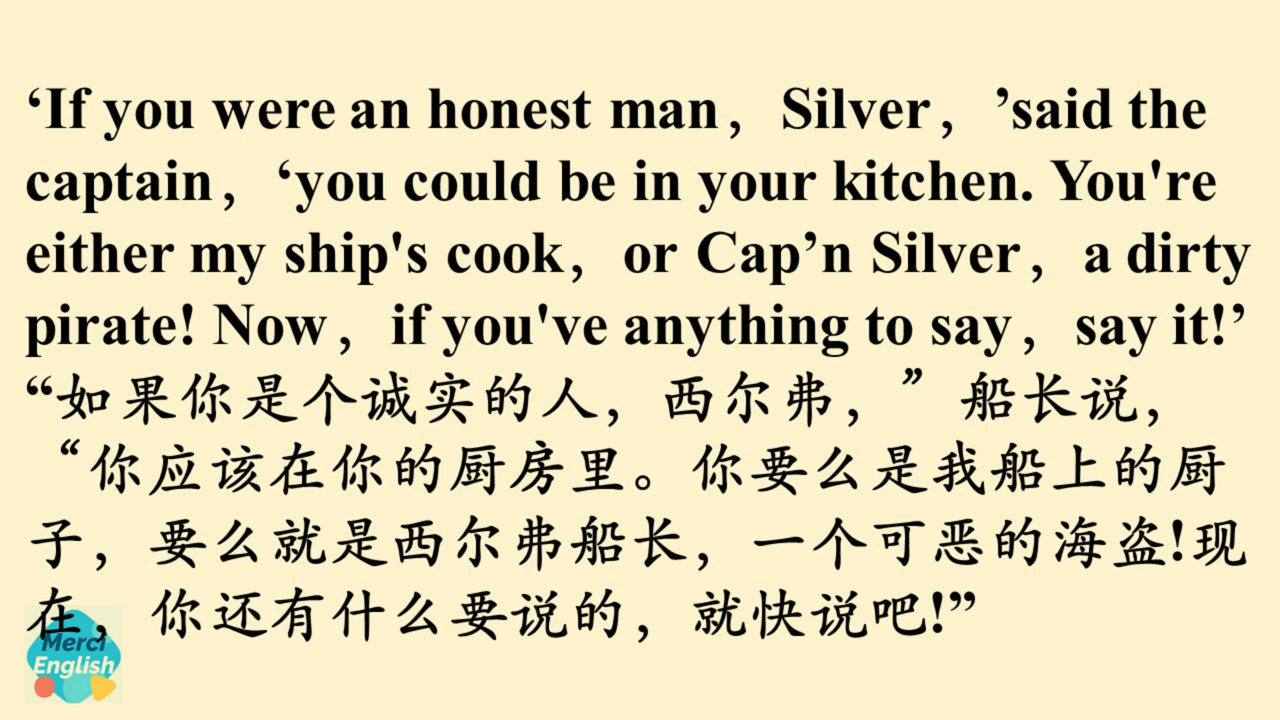 ‘If you were an honest man，Silver，’said the
captain，‘you could be in your kitchen. You're
either my ship's cook，or Cap’n Silver，a dirty
pirate! Now，if you've anything to say，say it!’
“如果你是个诚实的人，西尔弗，”船长说，
“你应该在你的厨房里。你要么是我船上的厨
子，要么就是西尔弗船长，一个可恶的海盗!现
在，你还有什么要说的，就快说吧!”
Merci
English